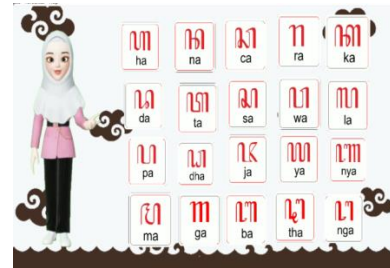 ꦲ ꦤ ꦕ ꦫ ꦏ
ha na ca ra ka
ꦢ ꦠ ꦱ ꦮ ꦭ
da ta sa wa la
ꦥ ꦝ ꦗ ꦪ ꦚ
pa dha ja ya nya
ꦩ ꦒ ꦧ ꦛ ꦔ
ma ga ba tha nga